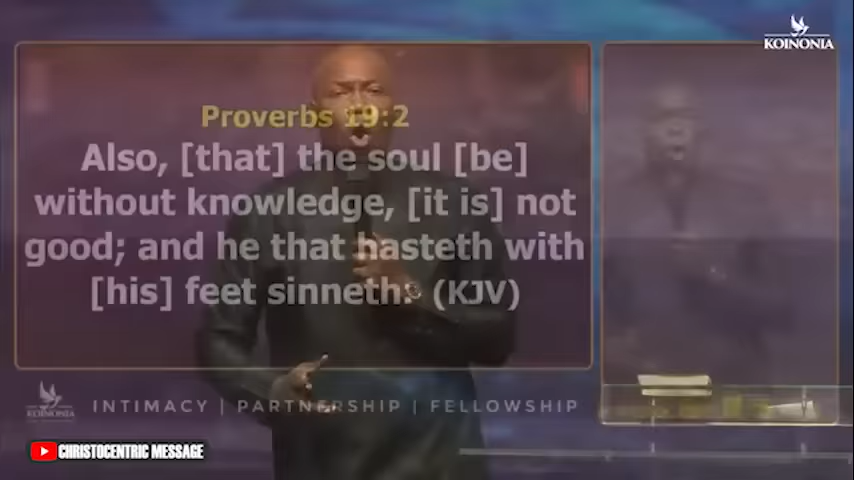 KOINONIA
Proverbs 19:2
Also, [that] the soul [be]
without knowledge, [it is] not
good; and he that hasteth with
[his] feet sinneth. (KJV)
KOINONIA
INTIMACY | PARTNERSHIP | FELLOWSHIP
CHRISTOCENTRIC MESSAGE